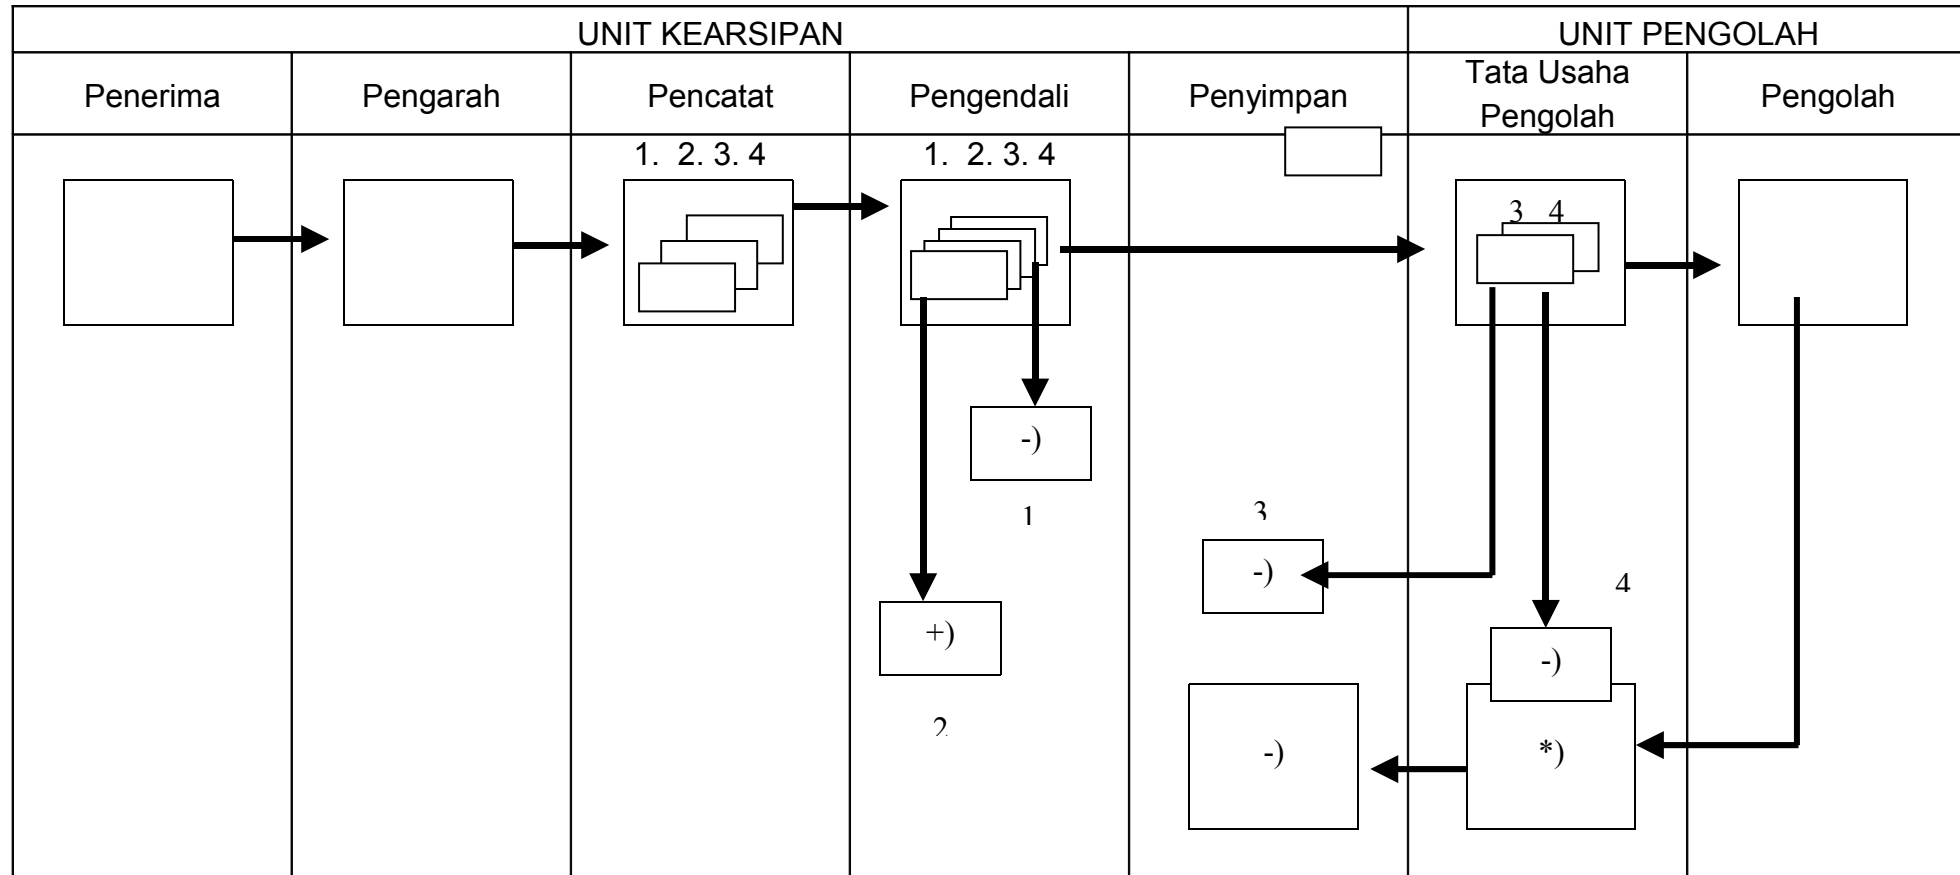 UNIT KEARSIPAN
UNIT PENGOLAH
Penerima
Pengarah
Pencatat
Pengendali
Penyimpan
Tata Usaha
Pengolah
Pengolah
1. 2. 3. 4
1. 2. 3. 4
3 4
-)
1
3
-)
4
+)
-)
2
-)
*)